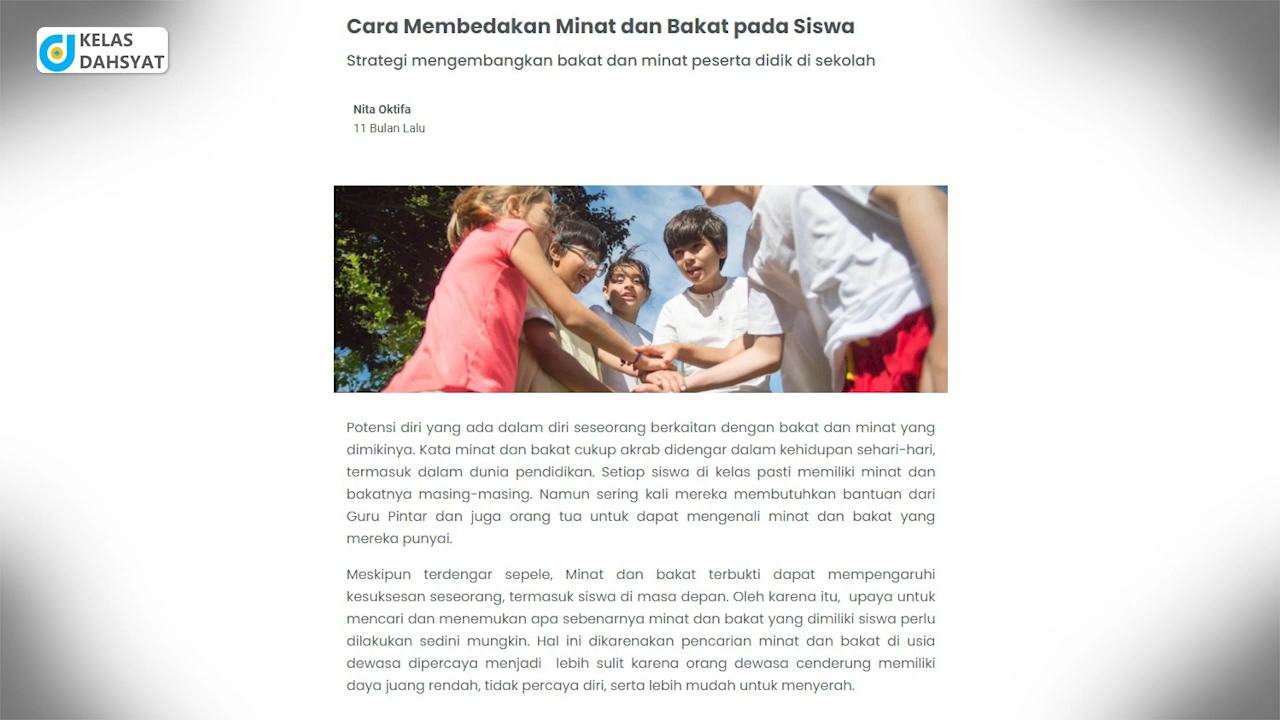 KELAS
DAHSYAT
Cara Membedakan Minat dan Bakat pada Siswa
Strategi mengembangkan bakat dan minat peserta didik di sekolah
Nita Oktifa
11 Bulan Lalu
Potensi diri yang ada dalam diri seseorang berkaitan dengan bakat dan minat yang
dimikinya. Kata minat dan bakat cukup akrab didengar dalam kehidupan sehari-hari,
termasuk dalam dunia pendidikan. Setiap siswa di kelas pasti memiliki minat dan
bakatnya masing-masing. Namun sering kali mereka membutuhkan bantuan dari
Guru Pintar dan juga orang tua untuk dapat mengenali minat dan bakat yang
mereka punyai.
Meskipun terdengar sepele, Minat dan bakat terbukti dapat mempengaruhi
kesuksesan seseorang, termasuk siswa di masa depan. Oleh karena itu, upaya untuk
mencari dan menemukan apa sebenarnya minat dan bakat yang dimiliki siswa perlu
dilakukan sedini mungkin. Hal ini dikarenakan pencarian minat dan bakat di usia
dewasa dipercaya menjadi lebih sulit karena orang dewasa cenderung memiliki
daya juang rendah, tidak percaya diri, serta lebih mudah untuk menyerah.